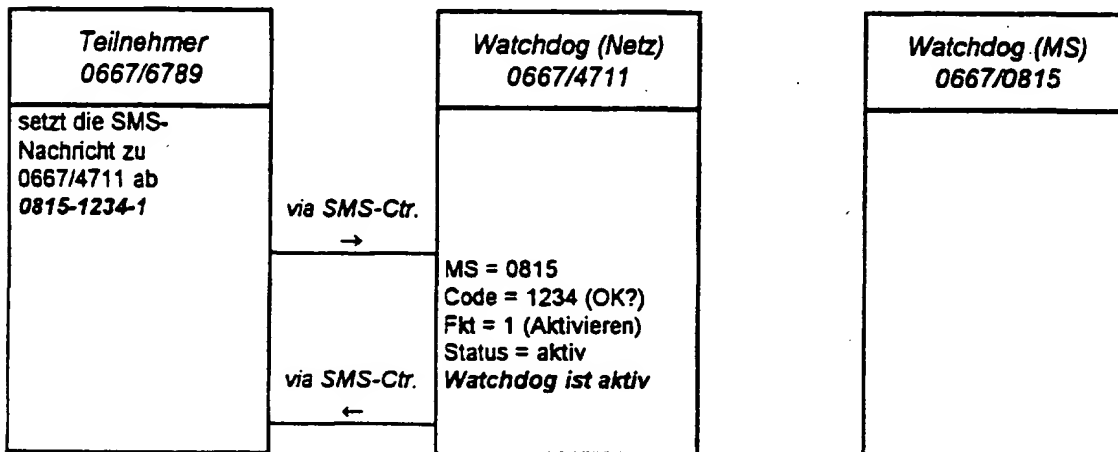 Teilnehmer
0667/6789
Watchdog (Netz)
0667/4711
Watchdog (MS)
0667/0815
setzt die SMS-
Nachricht zu
0667/4711 ab
0815-1234-1
via SMS-Ctr.
→
MS = 0815
Code = 1234 (OK?)
Fkt = 1 (Aktivieren)
Status = aktiv
Watchdog ist aktiv
via SMS-Ctr.
←